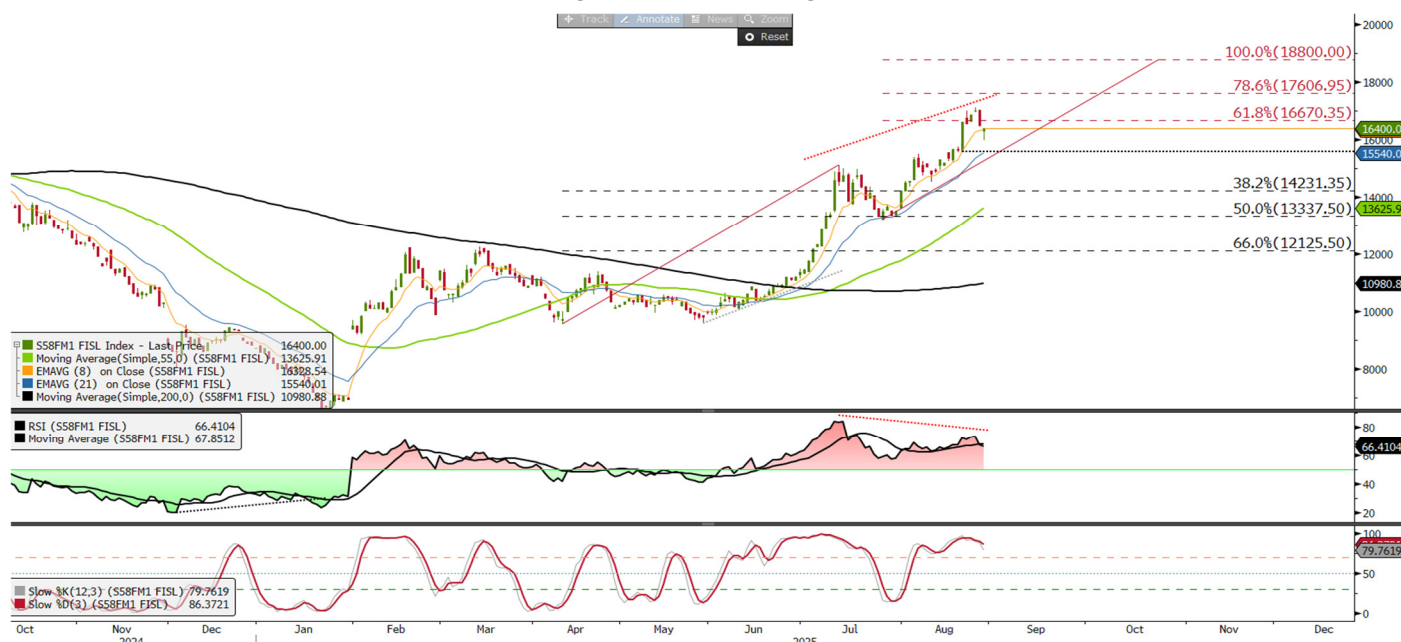 Track Annotate News Zoom
Reset
20000
100.0%(18800.00)
18000
78.6%(17606.95)
61.8%(16670.35)
16400.0
15540.0
38.2%(14231.35)
14000
13625.9
50.0%(13337.50)
66.0%(12125.50)
12000
10980.8
10000
8000
S58FM1 FISL Index - Last Price 16400.00
Moving Average(Simple,55,0) (S58FM1 FISL) 13625.91
EMAVG (8) on Close (S58FM1 FISL) 16328.54
EMAVG (21) on Close (S58FM1 FISL) 15540.01
Moving Average(Simple,200,0) (S58FM1 FISL) 10980.88
RSI (S58FM1 FISL) 66.4104
Moving Average (S58FM1 FISL) 67.8512
80
66.4104
60
40
20
100
79.7619
50
0
Slow %K(12,3) (S58FM1 FISL) 79.7619
Slow %D(3) (S58FM1 FISL) 86.3721
Oct Nov Dec Jan Feb Mar Apr May Jun Jul Aug Sep Oct Nov Dec
2024 2025